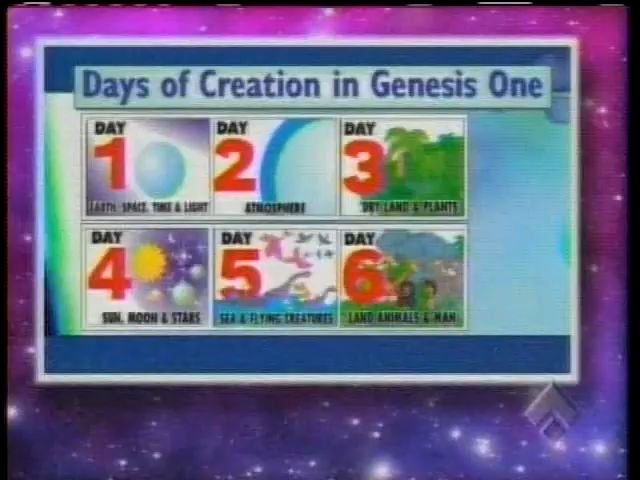 Days of Creation in Genesis One
DAY DAY DAY
1 2 3
EARTH, SPACE, TIME & LIGHT ATMOSPHERE DRY LAND & PLANTS
DAY DAY DAY
4 5 6
SUN, MOON & STARS SEA & FLYING CREATURES LAND ANIMALS & MAN